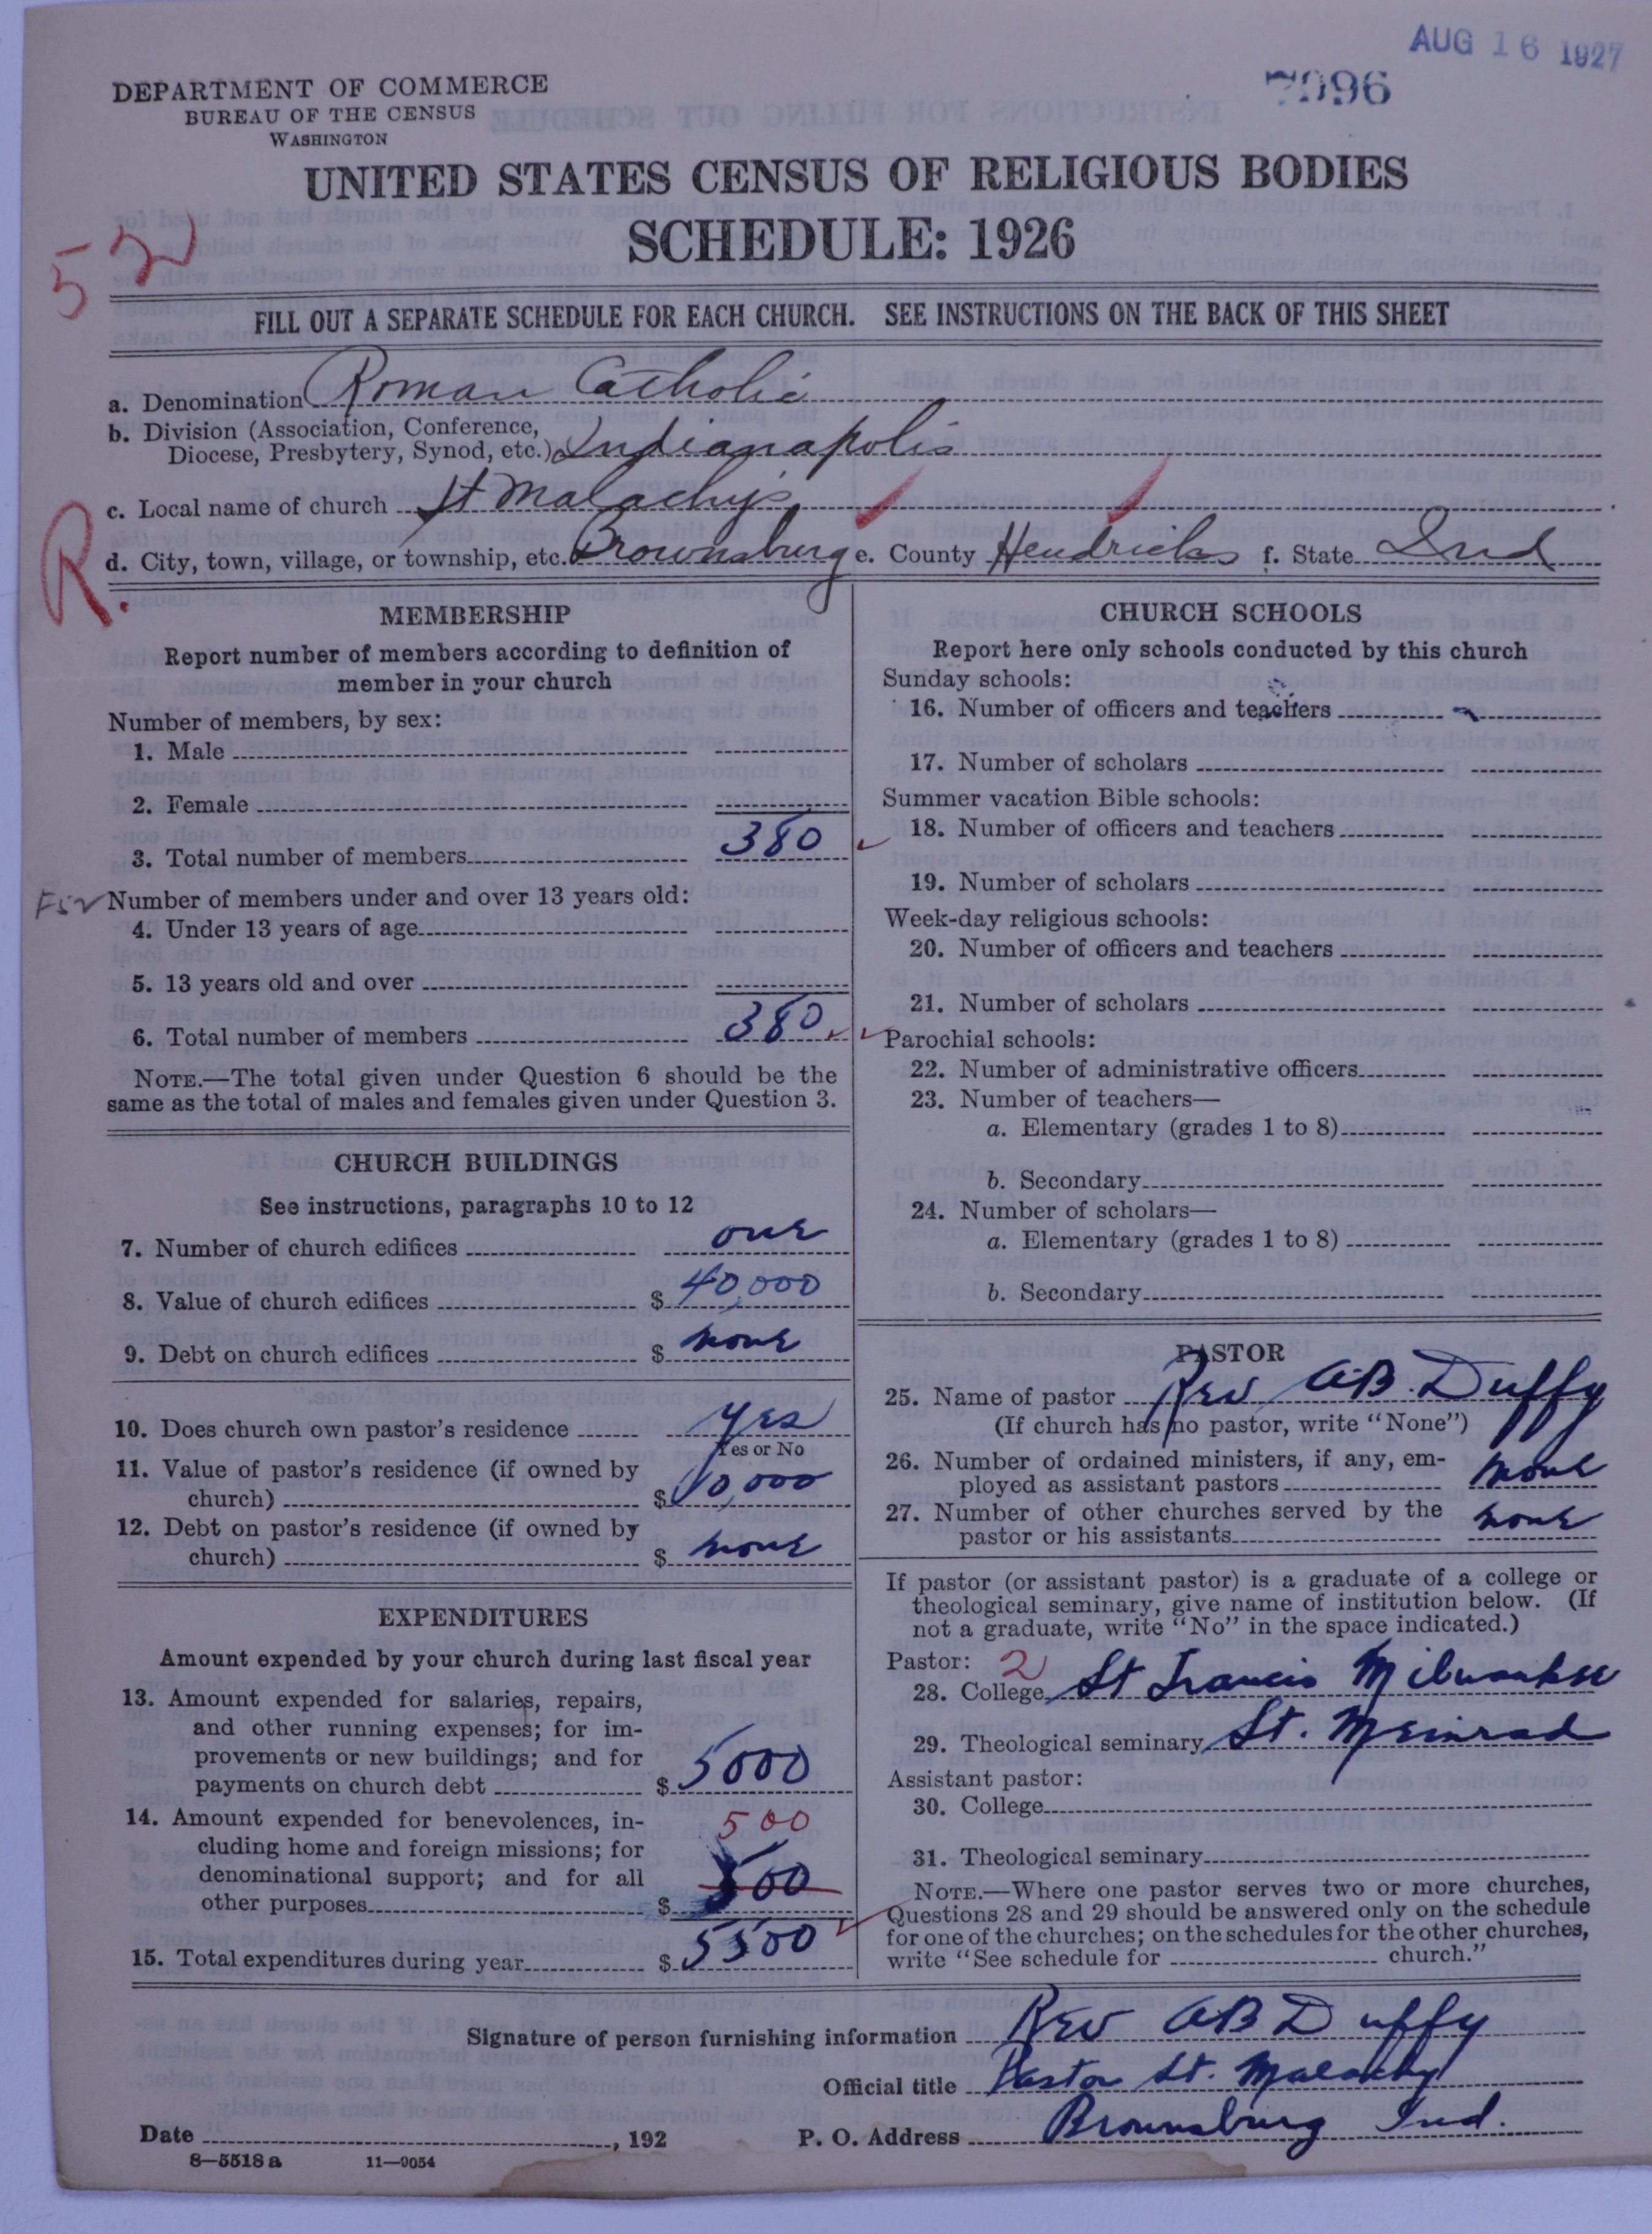 AUG 16 1927
7096
DEPARTMENT OF COMMERCE
BUREAU OF THE CENSUS
WASHINGTON
UNITED STATES CENSUS OF RELIGIOUS BODIES
SCHEDULE: 1926
52
FILL OUT A SEPARATE SCHEDULE FOR EACH CHURCH. SEE INSTRUCTIONS ON THE BACK OF THIS SHEET
a. Denomination Roman Catholic
b. Division (Association, Conference,
Diocese, Presbytery, Synod, etc.) Indianapolis
c. Local name of church St Malachy's
R.
d. City, town, village, or township, etc. Brownsburg e. County Hendricks f. State Ind
MEMBERSHIP
Report number of members according to definition of
member in your church
Number of members, by sex:
1. Male
2. Female
3. Total number of members 380
Number of members under and over 13 years old:
4. Under 13 years of age
5. 13 years old and over
6. Total number of members 380
NOTE.—The total given under Question 6 should be the
same as the total of males and females given under Question 3.
CHURCH BUILDINGS
See instructions, paragraphs 10 to 12
7. Number of church edifices one
8. Value of church edifices $ 40,000
9. Debt on church edifices $ none
10. Does church own pastor's residence yes
Yes or No
11. Value of pastor's residence (if owned by
church) $ 10,000
12. Debt on pastor's residence (if owned by
church) $ none
EXPENDITURES
Amount expended by your church during last fiscal year
13. Amount expended for salaries, repairs,
and other running expenses; for im-
provements or new buildings; and for
payments on church debt $ 5000
14. Amount expended for benevolences, in- 500
cluding home and foreign missions; for
denominational support; and for all
other purposes $ 500
15. Total expenditures during year $ 5500
CHURCH SCHOOLS
Report here only schools conducted by this church
Sunday schools:
16. Number of officers and teachers
17. Number of scholars
Summer vacation Bible schools:
18. Number of officers and teachers
19. Number of scholars
Week-day religious schools:
20. Number of officers and teachers
21. Number of scholars
Parochial schools:
22. Number of administrative officers
23. Number of teachers—
a. Elementary (grades 1 to 8)
b. Secondary
24. Number of scholars—
a. Elementary (grades 1 to 8)
b. Secondary
PASTOR
25. Name of pastor Rev AB. Duffy
(If church has no pastor, write "None")
26. Number of ordained ministers, if any, em-
ployed as assistant pastors none
27. Number of other churches served by the
pastor or his assistants none
If pastor (or assistant pastor) is a graduate of a college or
theological seminary, give name of institution below. (If
not a graduate, write "No" in the space indicated.)
Pastor: 2
28. College St Francis Milwaukee
29. Theological seminary St. Meinrad
Assistant pastor:
30. College
31. Theological seminary
NOTE.—Where one pastor serves two or more churches,
Questions 28 and 29 should be answered only on the schedule
for one of the churches; on the schedules for the other churches,
write "See schedule for church."
Signature of person furnishing information Rev AB Duffy
Official title Pastor St. Malachy
Date , 192 P. O. Address Brownsburg Ind.
8—5518 a 11—9054